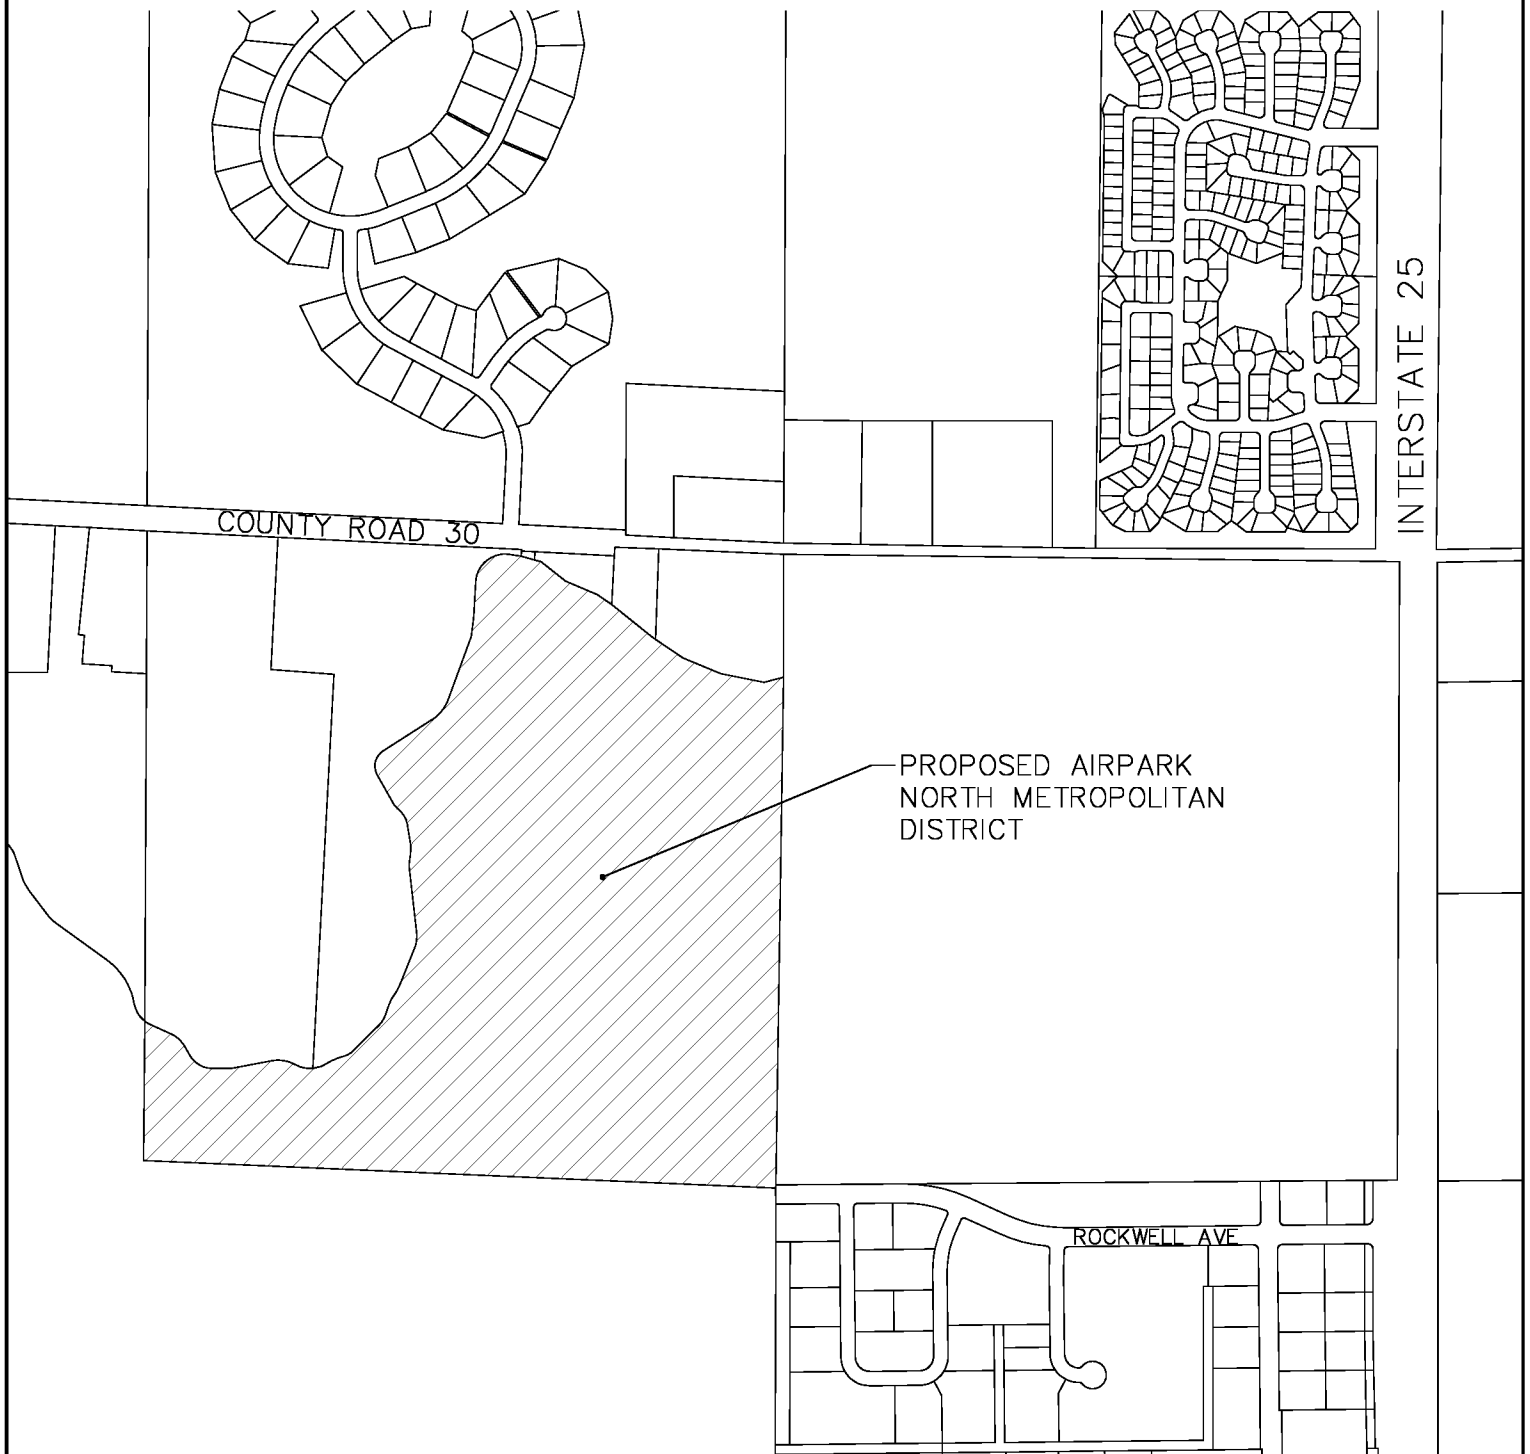 INTERSTATE 25
COUNTY ROAD 30
PROPOSED AIRPARK
NORTH METROPOLITAN
DISTRICT
ROCKWELL AVE